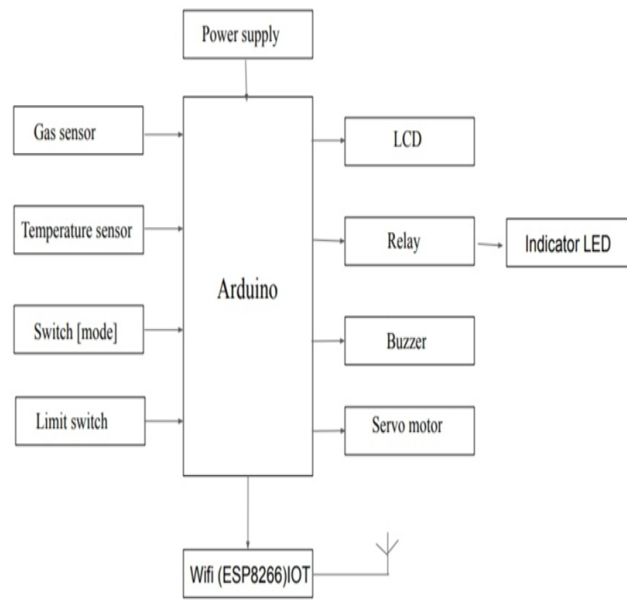 Power supply
Gas sensor
LCD
Temperature sensor
Relay
Indicator LED
Arduino
Switch [mode]
Buzzer
Limit switch
Servo motor
Wifi (ESP8266)IOT